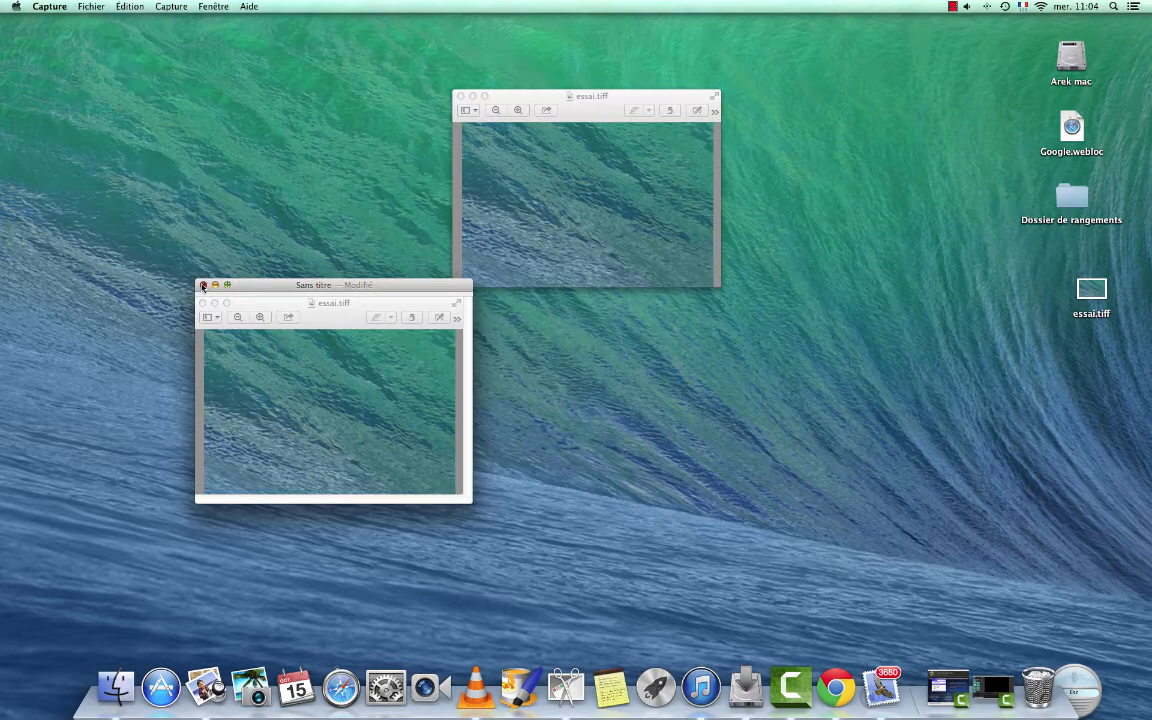 Capture Fichier Édition Capture Fenêtre Aide mer. 11:04
Arek mac
essai.tiff
Google.webloc
Dossier de rangements
Sans titre — Modifié
essai.tiff
essai.tiff
15
3680
Esc